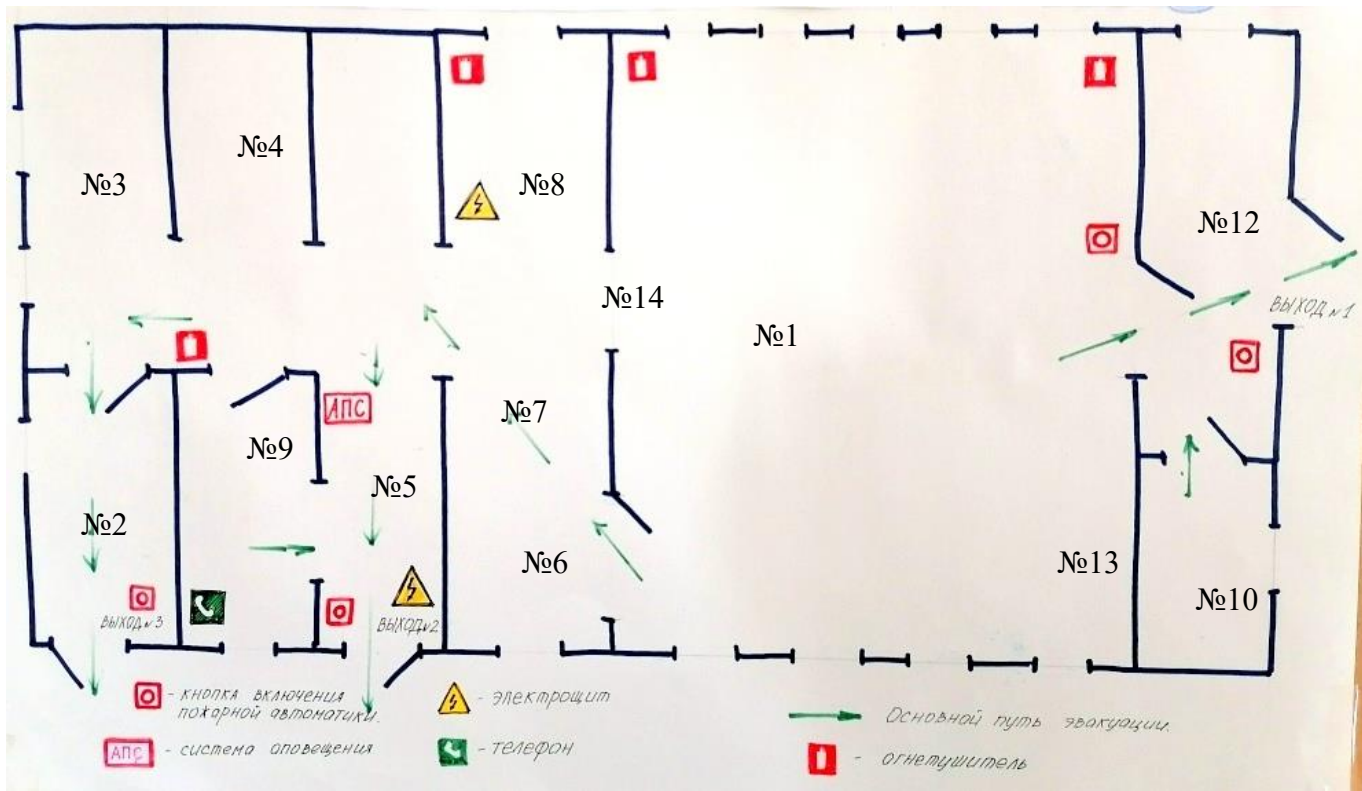 №4
№3
№8
№12
№14
ВЫХОД №1
№1
АПС
№7
№9
№5
№2
№6
№13
№10
ВЫХОД №3
ВЫХОД №2
- КНОПКА ВКЛЮЧЕНИЯ
ПОЖАРНОЙ АВТОМАТИКИ.
- ЭЛЕКТРОЩИТ
ОСНОВНОЙ ПУТЬ ЭВАКУАЦИИ.
АПС - СИСТЕМА ОПОВЕЩЕНИЯ
- ТЕЛЕФОН
- ОГНЕТУШИТЕЛЬ